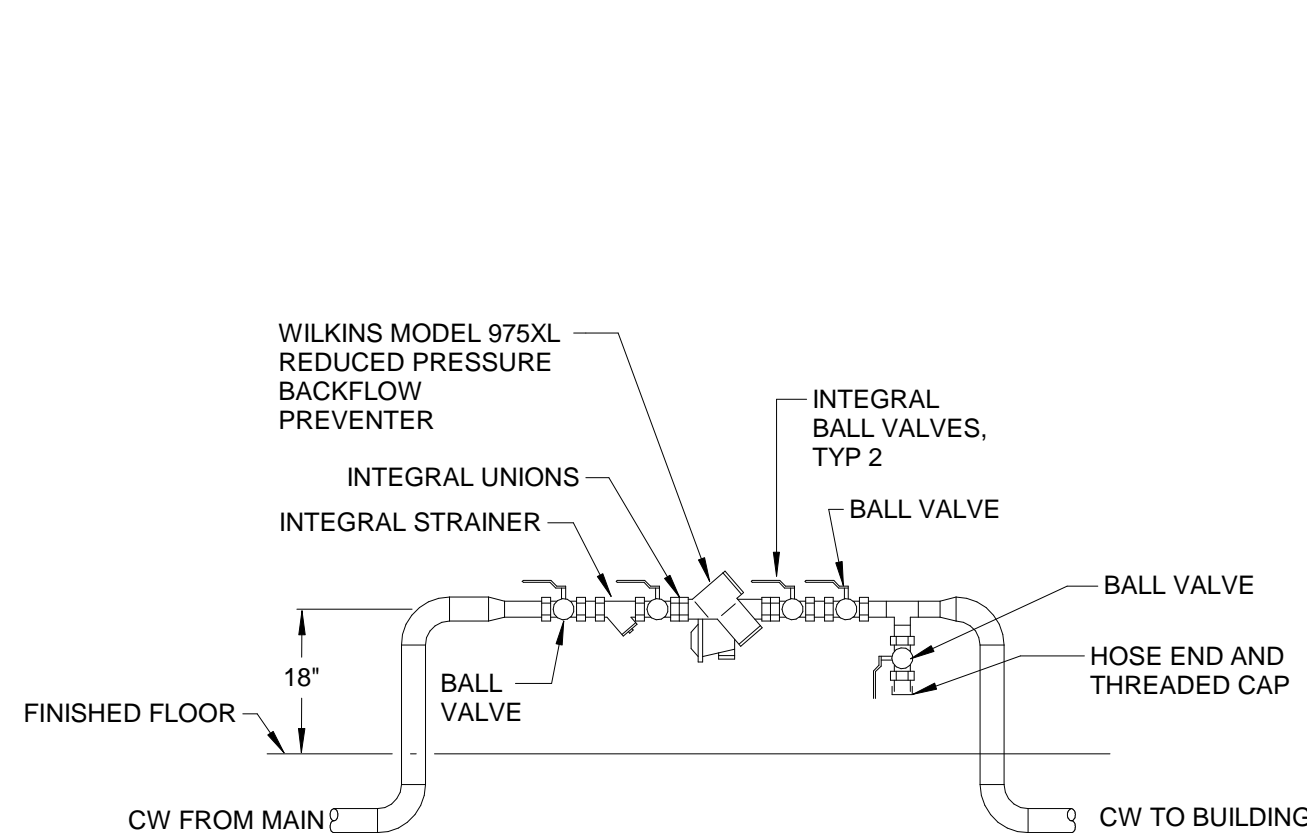 WILKINS MODEL 975XL
REDUCED PRESSURE
BACKFLOW
PREVENTER
INTEGRAL
BALL VALVES,
TYP 2
INTEGRAL UNIONS
INTEGRAL STRAINER
BALL VALVE
BALL VALVE
HOSE END AND
THREADED CAP
18"
BALL
VALVE
FINISHED FLOOR
CW FROM MAIN
CW TO BUILDING